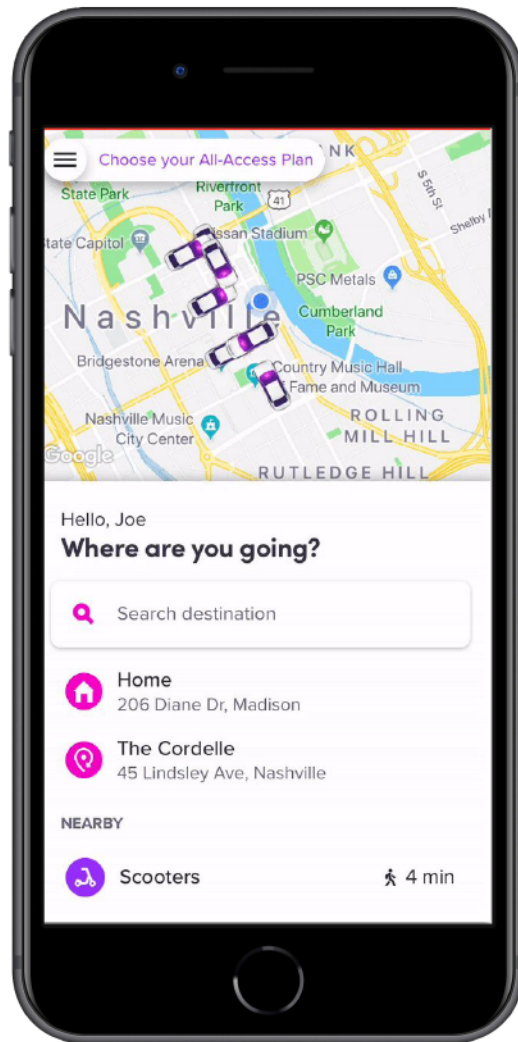 Choose your All-Access Plan
NK
State Park
Riverfront
Park
41
S 5th St
Shelby
State Capitol
issan Stadium
PSC Metals
Nashville
Cumberland
Park
Bridgestone Arena
Country Music Hall
f Fame and Museum
Nashville Music
City Center
ROLLING
MILL HILL
Google
RUTLEDGE HILL
Hello, Joe
Where are you going?
Search destination
Home
206 Diane Dr, Madison
The Cordelle
45 Lindsley Ave, Nashville
NEARBY
Scooters
4 min